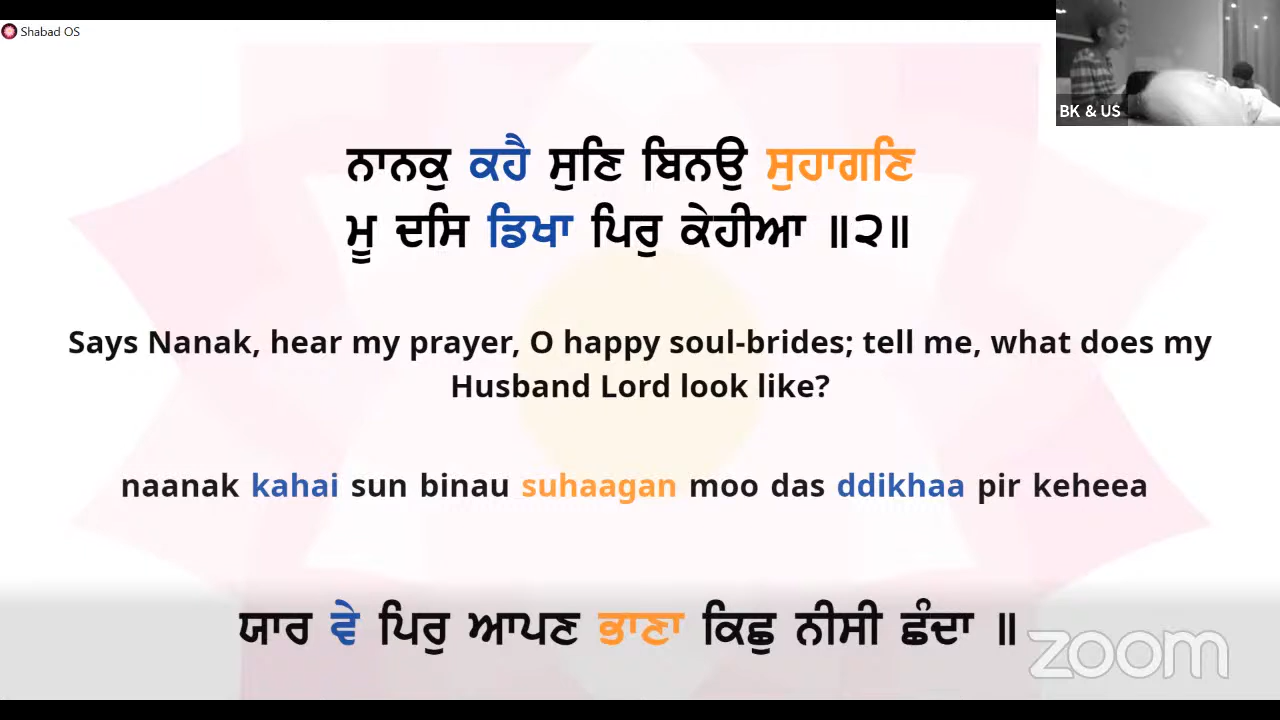 Shabad OS
BK & US
ਨਾਨਕੁ ਕਹੈ ਸੁਣਿ ਬਿਨਉ ਸੁਹਾਗਣਿ
ਮੂ ਦਸਿ ਡਿਖਾ ਪਿਰੁ ਕੇਹੀਆ ॥੨॥
Says Nanak, hear my prayer, O happy soul-brides; tell me, what does my
Husband Lord look like?
naanak kahai sun binau suhaagan moo das ddikhaa pir keheea
ਯਾਰ ਵੇ ਪਿਰੁ ਆਪਣ ਭਾਣਾ ਕਿਛੁ ਨੀਸੀ ਛੰਦਾ ॥
zoom